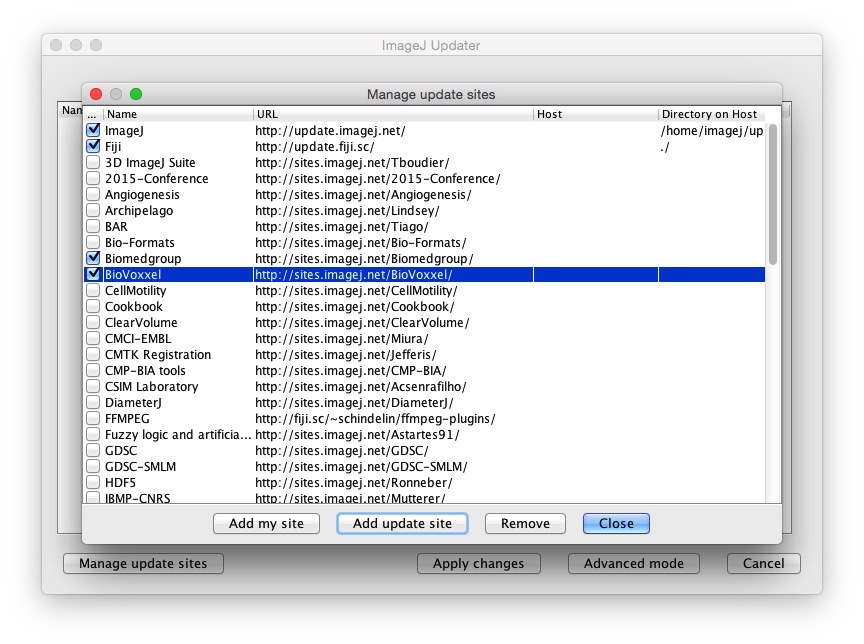 ImageJ Updater
Manage update sites
... Name URL Host Directory on Host
ImageJ http://update.imagej.net/ /home/imagej/up
Fiji http://update.fiji.sc/ ./
3D ImageJ Suite http://sites.imagej.net/Tboudier/
2015-Conference http://sites.imagej.net/2015-Conference/
Angiogenesis http://sites.imagej.net/Angiogenesis/
Archipelago http://sites.imagej.net/Lindsey/
BAR http://sites.imagej.net/Tiago/
Bio-Formats http://sites.imagej.net/Bio-Formats/
Biomedgroup http://sites.imagej.net/Biomedgroup/
BioVoxxel http://sites.imagej.net/BioVoxxel/
CellMotility http://sites.imagej.net/CellMotility/
Cookbook http://sites.imagej.net/Cookbook/
ClearVolume http://sites.imagej.net/ClearVolume/
CMCI-EMBL http://sites.imagej.net/Miura/
CMTK Registration http://sites.imagej.net/Jefferis/
CMP-BIA tools http://sites.imagej.net/CMP-BIA/
CSIM Laboratory http://sites.imagej.net/Acsenrafilho/
DiameterJ http://sites.imagej.net/DiameterJ/
FFMPEG http://fiji.sc/~schindelin/ffmpeg-plugins/
Fuzzy logic and artificia... http://sites.imagej.net/Astartes91/
GDSC http://sites.imagej.net/GDSC/
GDSC-SMLM http://sites.imagej.net/GDSC-SMLM/
HDF5 http://sites.imagej.net/Ronneber/
IBMP-CNRS http://sites.imagej.net/Mutterer/
Add my site Add update site Remove Close
Manage update sites Apply changes Advanced mode Cancel